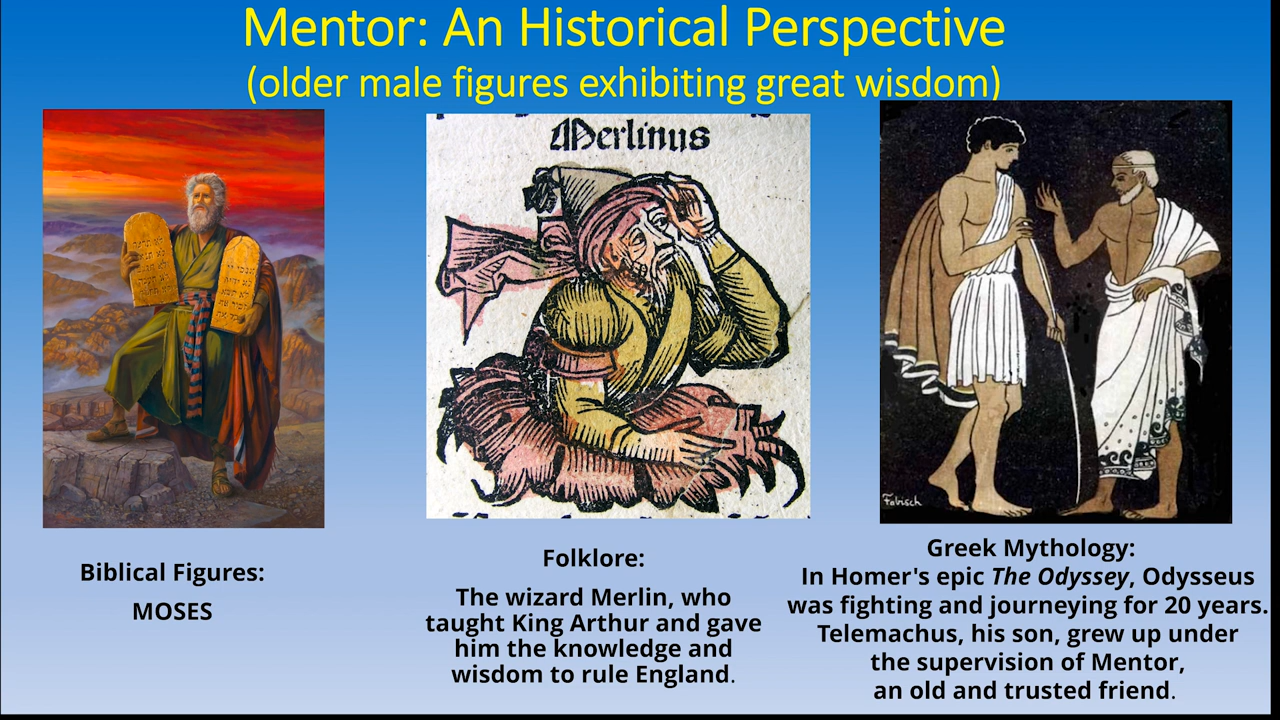 Mentor: An Historical Perspective
(older male figures exhibiting great wisdom)
Merlinus
Fabisch
Biblical Figures:
MOSES
Folklore:
The wizard Merlin, who
taught King Arthur and gave
him the knowledge and
wisdom to rule England.
Greek Mythology:
In Homer's epic The Odyssey, Odysseus
was fighting and journeying for 20 years.
Telemachus, his son, grew up under
the supervision of Mentor,
an old and trusted friend.